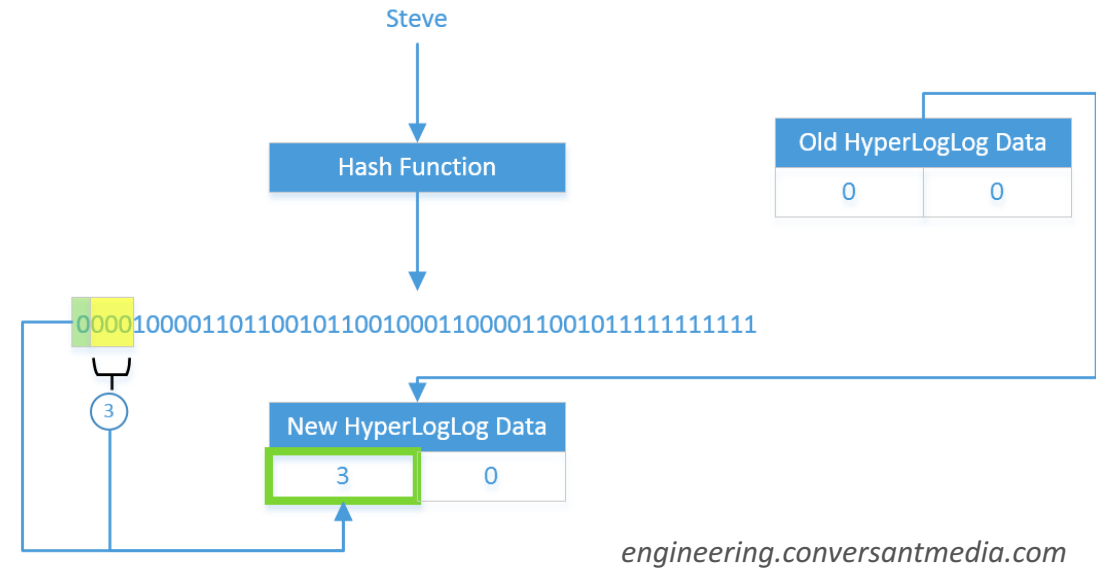 Steve
Hash Function
Old HyperLogLog Data
0 0
0000100001101100101100100011000011001011111111111
3
New HyperLogLog Data
3 0
engineering.conversantmedia.com